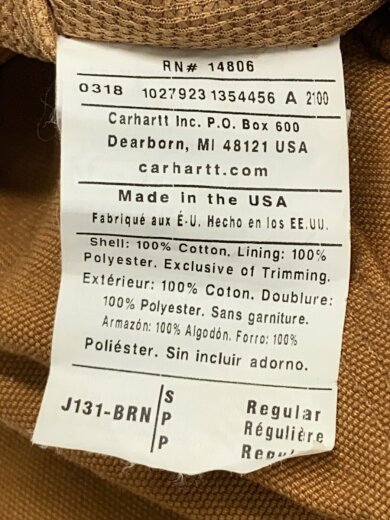 RN# 14806
0318 1027923 1354456 A 2100
Carhartt Inc. P.O. Box 600
Dearborn, MI 48121 USA
carhartt.com
Made in the USA
Fabriqué aux É-U. Hecho en los EE.UU.
Shell: 100% Cotton, Lining: 100%
Polyester. Exclusive of Trimming.
Extérieur: 100% Coton. Doublure:
100% Polyester. Sans garniture.
Armazón: 100% Algodón. Forro: 100%
Poliéster. Sin incluir adorno.
J131-BRN
S Regular
P Régulière
P